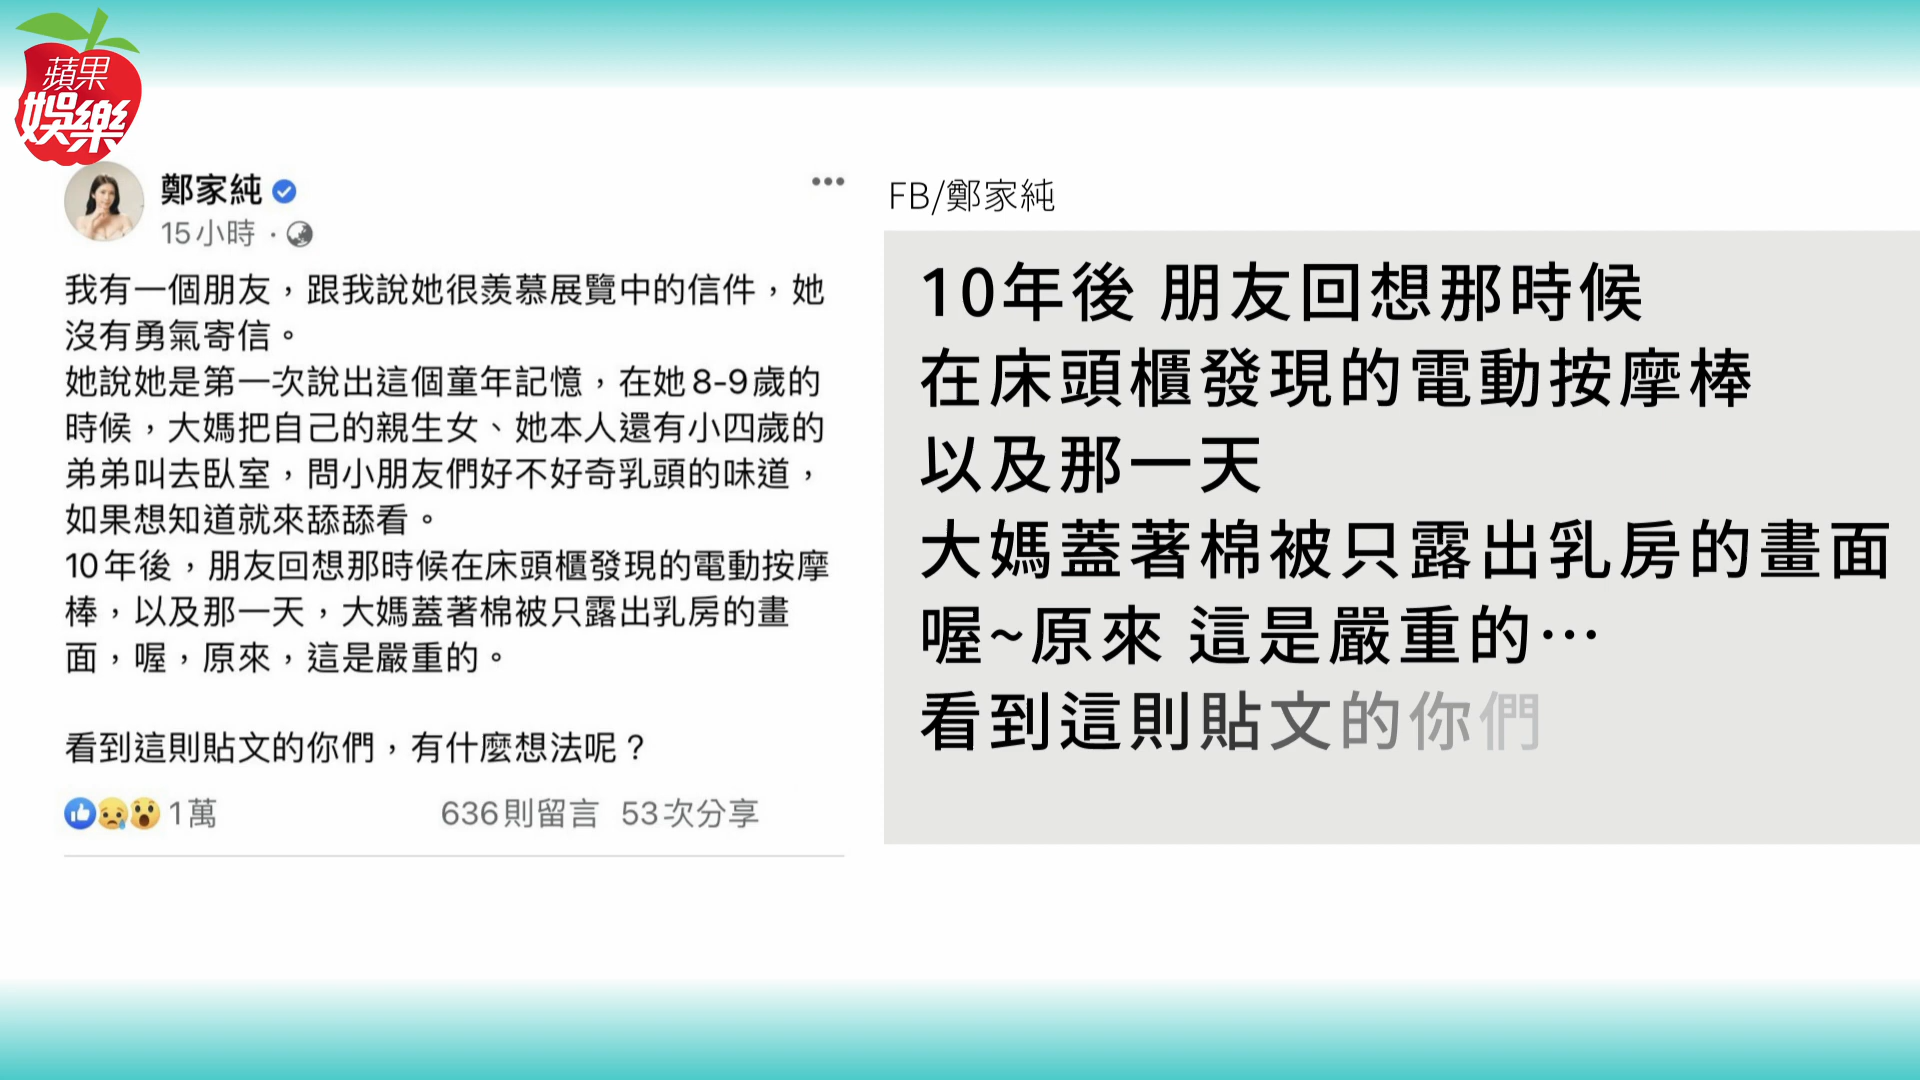 蘋果
娛樂
鄭家純
15小時 ·
我有一個朋友，跟我說她很羨慕展覽中的信件，她
沒有勇氣寄信。
她說她是第一次說出這個童年記憶，在她8-9歲的
時候，大媽把自己的親生女、她本人還有小四歲的
弟弟叫去臥室，問小朋友們好不好奇乳頭的味道，
如果想知道就來舔舔看。
10年後，朋友回想那時候在床頭櫃發現的電動按摩
棒，以及那一天，大媽蓋著棉被只露出乳房的畫
面，喔，原來，這是嚴重的。
看到這則貼文的你們，有什麼想法呢？
1萬
636則留言 53次分享
FB/鄭家純
10年後 朋友回想那時候
在床頭櫃發現的電動按摩棒
以及那一天
大媽蓋著棉被只露出乳房的畫面
喔~原來 這是嚴重的…
看到這則貼文的你們